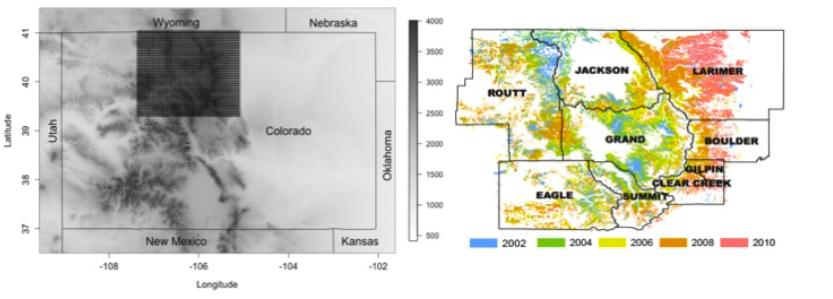 Wyoming Nebraska
Utah
Colorado
Oklahoma
New Mexico Kansas
41
40
39
38
37
Latitude
-108 -106 -104 -102
Longitude
4000
3500
3000
2500
2000
1500
1000
500
JACKSON
LARIMER
ROUTT
GRAND
BOULDER
GILPIN
CLEAR CREEK
EAGLE
SUMMIT
2002 2004 2006 2008 2010